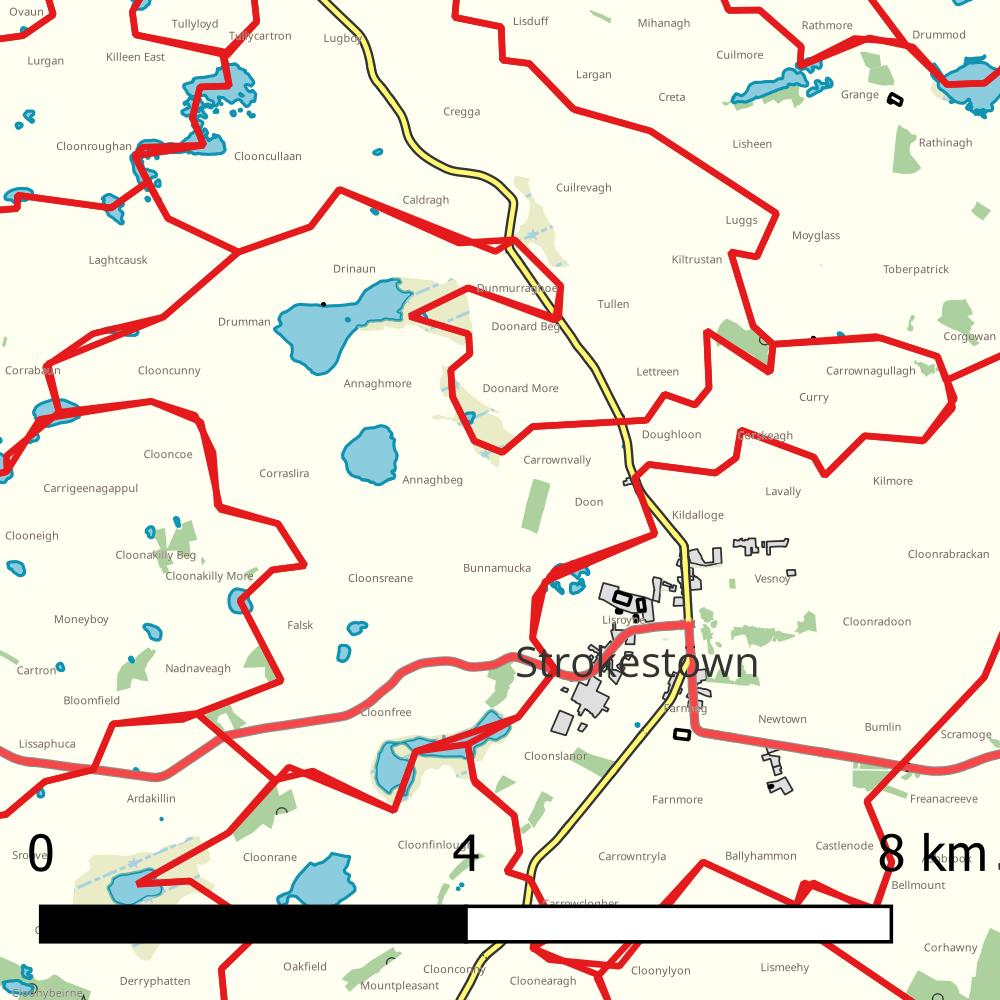 Ovaun
Tullyloyd
Lisduff
Mihanagh
Rathmore
Tullycartron
Lugboy
Drummod
Lurgan
Killeen East
Cuilmore
Largan
Creta
Grange
Cregga
Cloonroughan
Clooncullaan
Lisheen
Rathinagh
Cuilrevagh
Caldragh
Luggs
Moyglass
Laghtcausk
Kiltrustan
Drinaun
Toberpatrick
Dunmurraghoe
Tullen
Drumman
Doonard Beg
Corgowan
Corrabaun
Clooncunny
Lettreen
Carrownagullagh
Annaghmore
Doonard More
Curry
Doughloon
Gorskeagh
Clooncoe
Carrownvally
Corraslira
Annaghbeg
Kilmore
Carrigeenagappul
Lavally
Doon
Kildalloge
Clooneigh
Cloonakilly Beg
Cloonrabrackan
Bunnamucka
Cloonakilly More
Cloonsreane
Vesnoy
Moneyboy
Falsk
Lisroyne
Cloonradoon
Cartron
Nadnaveagh
Strokestown
Bloomfield
Cloonfree
Farnbeg
Newtown
Bumlin
Scramoge
Lissaphuca
Cloonslanor
Ardakillin
Farnmore
Freanacreeve
Cloonfinlough
Castlenode
Cloonrane
Carrowntryla
Ballyhammon
0
4
8 km
Bellmount
Carrowclogher
Corhawny
Oakfield
Cloonconny
Cloonylyon
Lismeehy
Derryphatten
Mountpleasant
Cloonearagh
Cloonybeirne